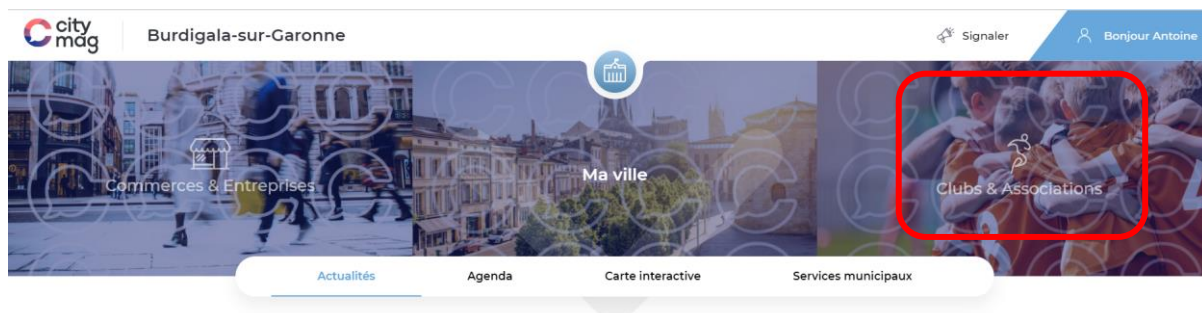 city
mag
Burdigala-sur-Garonne
Signaler
Bonjour Antoine
Commerces & Entreprises
Ma ville
Clubs & Associations
Actualités
Agenda
Carte interactive
Services municipaux